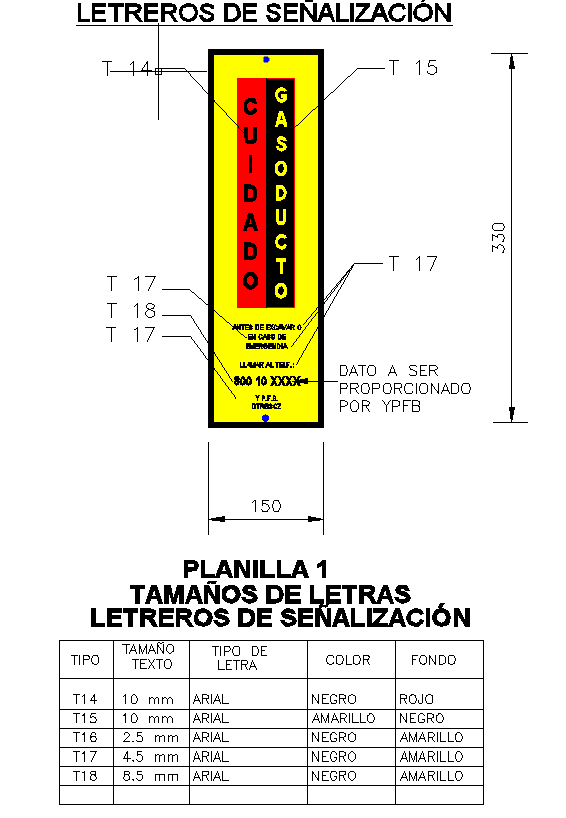 LETREROS DE SEÑALIZACIÓN
T 14
T 15
CUIDADO
GASODUCTO
330
T 17
T 17
T 18
T 17
ANTES DE EXCAVAR O
EN CASO DE
EMERGENCIA
LLAMAR AL TELF.:
800 10 XXXX
Y.P.F.B.
DATO A SER
PROPORCIONADO
POR YPFB
150
PLANILLA 1
TAMAÑOS DE LETRAS
LETREROS DE SEÑALIZACIÓN
TIPO TAMAÑO TEXTO TIPO DE LETRA COLOR FONDO
T14 10 mm ARIAL NEGRO ROJO
T15 10 mm ARIAL AMARILLO NEGRO
T16 2.5 mm ARIAL NEGRO AMARILLO
T17 4.5 mm ARIAL NEGRO AMARILLO
T18 8.5 mm ARIAL NEGRO AMARILLO